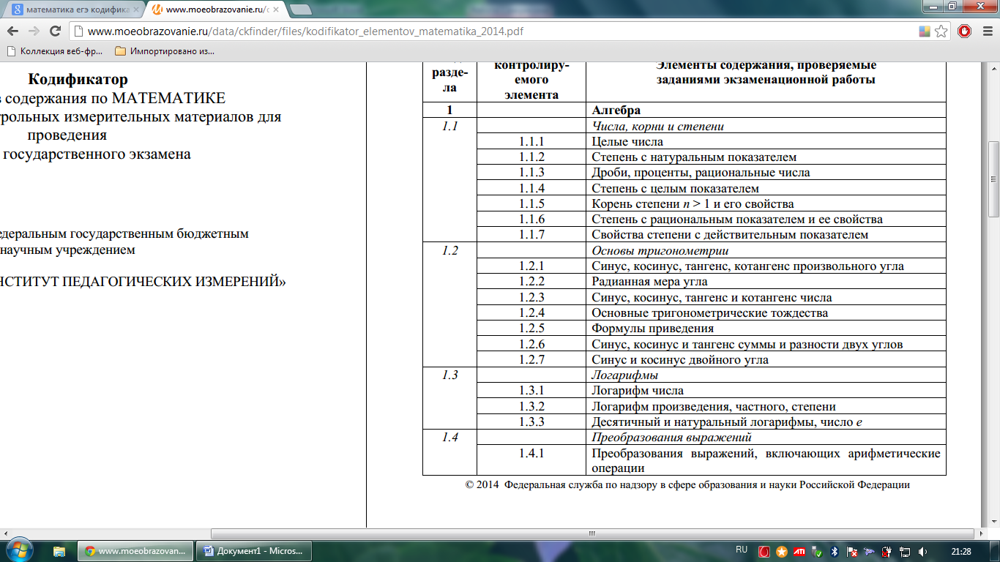 математика егэ кодифика
www.moeobrazovanie.ru/
www.moeobrazovanie.ru/data/ckfinder/files/kodifikator_elementov_matematika_2014.pdf
Коллекция веб-фр...
Импортировано из...
Кодификатор
содержания по МАТЕМАТИКЕ
трольных измерительных материалов для
проведения
государственного экзамена
едеральным государственным бюджетным
научным учреждением
НСТИТУТ ПЕДАГОГИЧЕСКИХ ИЗМЕРЕНИЙ»
разде-
ла
контролиру-
емого
элемента
Элементы содержания, проверяемые
заданиями экзаменационной работы
1 Алгебра
1.1 Числа, корни и степени
1.1.1 Целые числа
1.1.2 Степень с натуральным показателем
1.1.3 Дроби, проценты, рациональные числа
1.1.4 Степень с целым показателем
1.1.5 Корень степени n > 1 и его свойства
1.1.6 Степень с рациональным показателем и ее свойства
1.1.7 Свойства степени с действительным показателем
1.2 Основы тригонометрии
1.2.1 Синус, косинус, тангенс, котангенс произвольного угла
1.2.2 Радианная мера угла
1.2.3 Синус, косинус, тангенс и котангенс числа
1.2.4 Основные тригонометрические тождества
1.2.5 Формулы приведения
1.2.6 Синус, косинус и тангенс суммы и разности двух углов
1.2.7 Синус и косинус двойного угла
1.3 Логарифмы
1.3.1 Логарифм числа
1.3.2 Логарифм произведения, частного, степени
1.3.3 Десятичный и натуральный логарифмы, число e
1.4 Преобразования выражений
1.4.1 Преобразования выражений, включающих арифметические
операции
© 2014 Федеральная служба по надзору в сфере образования и науки Российской Федерации
www.moeobrazovan...
Документ1 - Micros...
RU
ATI
21:28